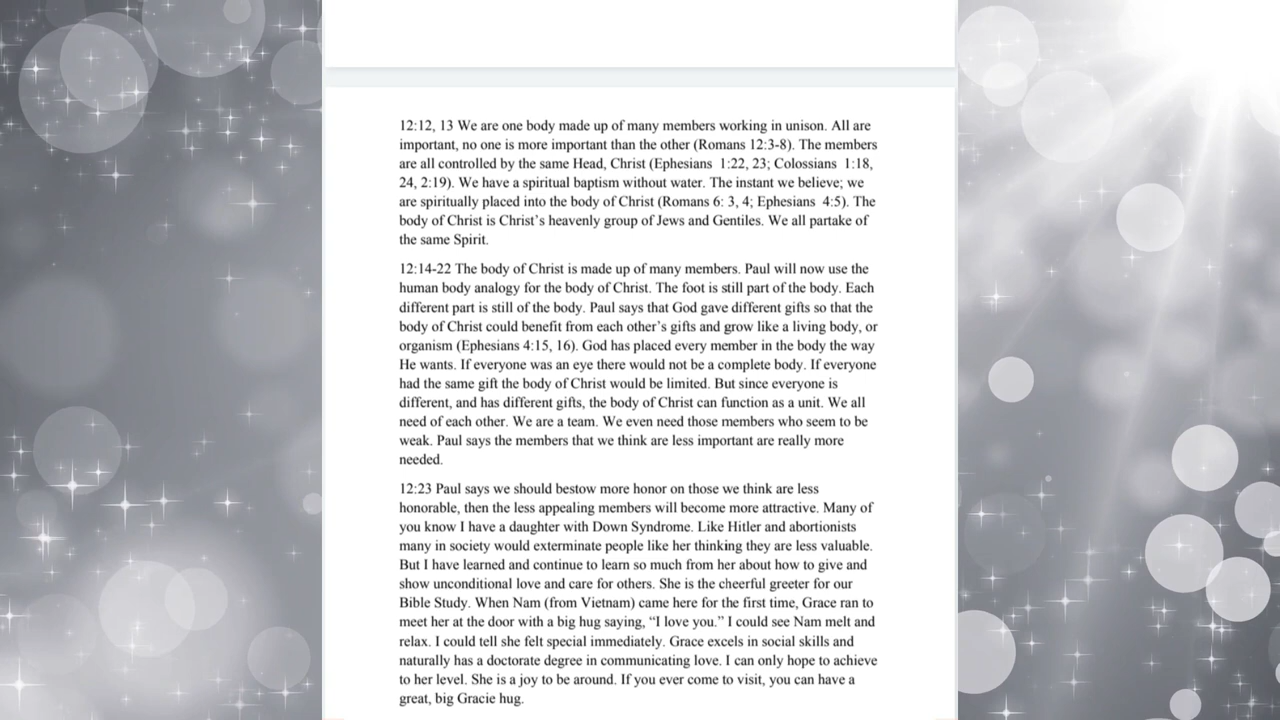 12:12, 13 We are one body made up of many members working in unison. All are
important, no one is more important than the other (Romans 12:3-8). The members
are all controlled by the same Head, Christ (Ephesians 1:22, 23; Colossians 1:18,
24, 2:19). We have a spiritual baptism without water. The instant we believe; we
are spiritually placed into the body of Christ (Romans 6: 3, 4; Ephesians 4:5). The
body of Christ is Christ’s heavenly group of Jews and Gentiles. We all partake of
the same Spirit.
12:14-22 The body of Christ is made up of many members. Paul will now use the
human body analogy for the body of Christ. The foot is still part of the body. Each
different part is still of the body. Paul says that God gave different gifts so that the
body of Christ could benefit from each other’s gifts and grow like a living body, or
organism (Ephesians 4:15, 16). God has placed every member in the body the way
He wants. If everyone was an eye there would not be a complete body. If everyone
had the same gift the body of Christ would be limited. But since everyone is
different, and has different gifts, the body of Christ can function as a unit. We all
need of each other. We are a team. We even need those members who seem to be
weak. Paul says the members that we think are less important are really more
needed.
12:23 Paul says we should bestow more honor on those we think are less
honorable, then the less appealing members will become more attractive. Many of
you know I have a daughter with Down Syndrome. Like Hitler and abortionists
many in society would exterminate people like her thinking they are less valuable.
But I have learned and continue to learn so much from her about how to give and
show unconditional love and care for others. She is the cheerful greeter for our
Bible Study. When Nam (from Vietnam) came here for the first time, Grace ran to
meet her at the door with a big hug saying, “I love you.” I could see Nam melt and
relax. I could tell she felt special immediately. Grace excels in social skills and
naturally has a doctorate degree in communicating love. I can only hope to achieve
to her level. She is a joy to be around. If you ever come to visit, you can have a
great, big Gracie hug.